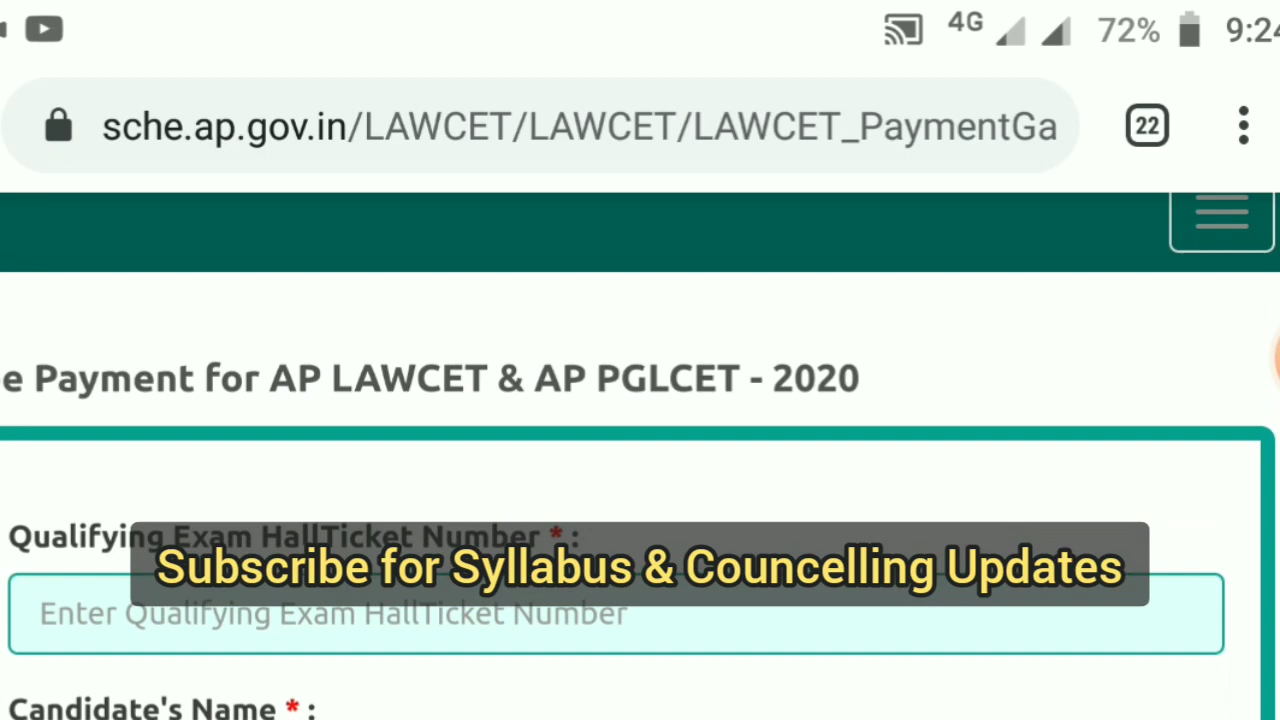 4G 72% 9:24
sche.ap.gov.in/LAWCET/LAWCET/LAWCET_PaymentGa
22
e Payment for AP LAWCET & AP PGLCET - 2020
Qualifying Exam HallTicket Number * :
Subscribe for Syllabus & Councelling Updates
Enter Qualifying Exam HallTicket Number
Candidate's Name * :